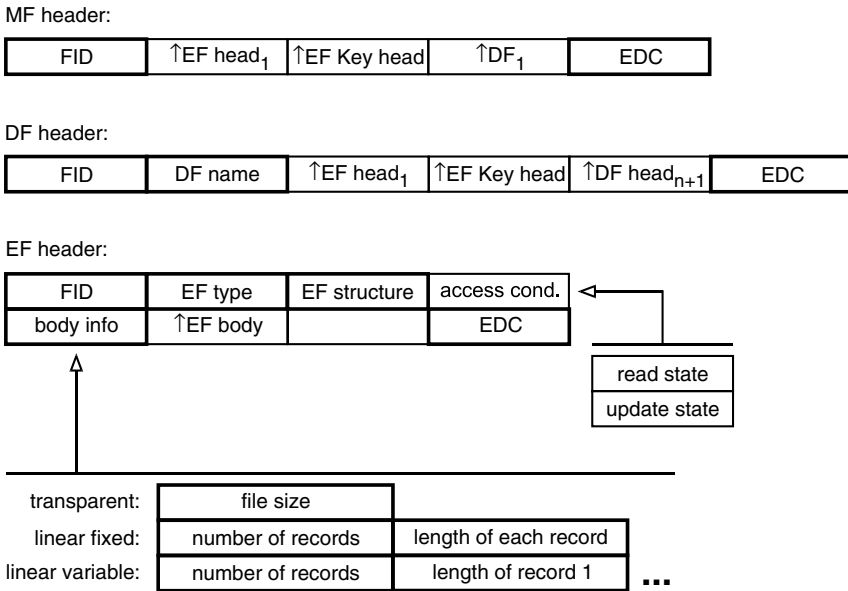 MF header:
FID ↑EF head₁ ↑EF Key head ↑DF₁ EDC
DF header:
FID DF name ↑EF head₁ ↑EF Key head ↑DF headₙ₊₁ EDC
EF header:
FID EF type EF structure access cond.
body info ↑EF body EDC
read state
update state
transparent: file size
linear fixed: number of records length of each record
linear variable: number of records length of record 1 ...